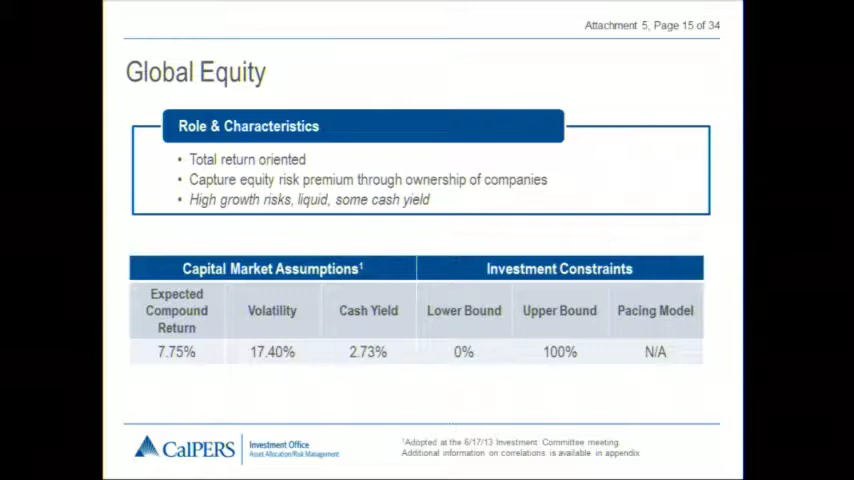 Attachment 5, Page 15 of 34
Global Equity
Role & Characteristics
• Total return oriented
• Capture equity risk premium through ownership of companies
• High growth risks, liquid, some cash yield
Capital Market Assumptions¹ Investment Constraints
Expected Compound Return Volatility Cash Yield Lower Bound Upper Bound Pacing Model
7.75% 17.40% 2.73% 0% 100% N/A
CalPERS
Investment Office
Asset Allocation/Risk Management
¹Adopted at the 6/17/13 Investment Committee meeting.
Additional information on correlations is available in appendix